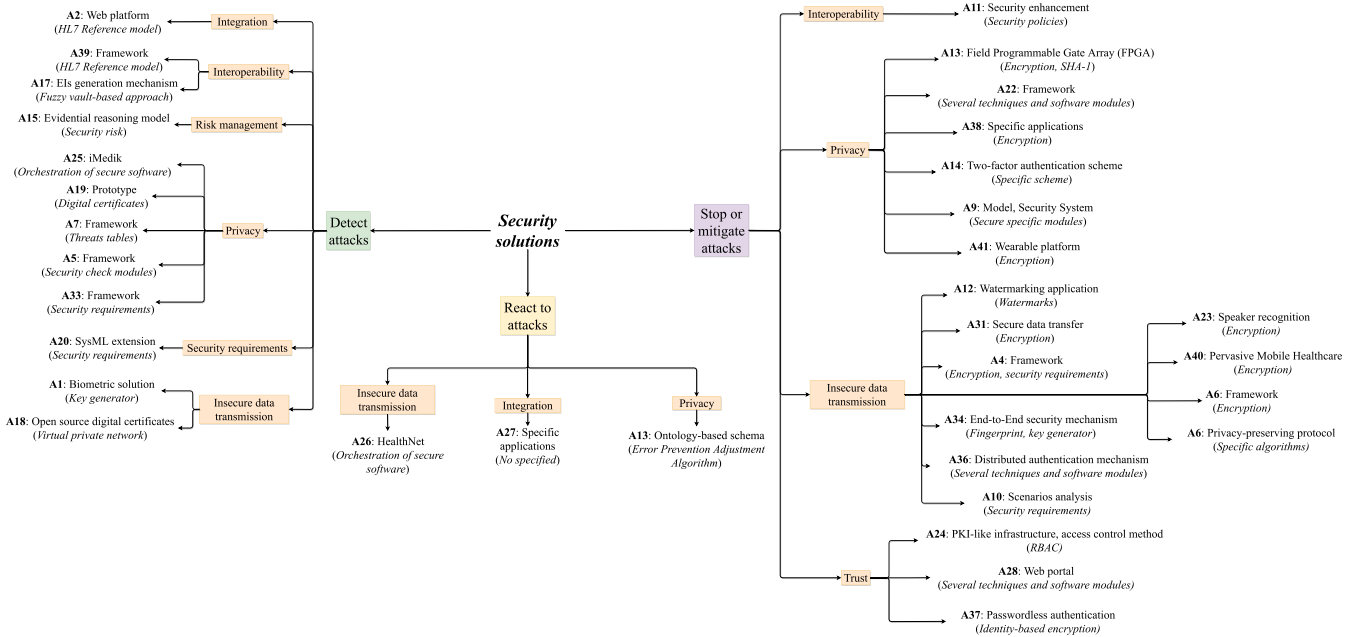 Security
solutions
Detect
attacks
Integration
A2: Web platform
(HL7 Reference model)
Interoperability
A39: Framework
(HL7 Reference model)
A17: EIs generation mechanism
(Fuzzy vault-based approach)
Risk management
A15: Evidential reasoning model
(Security risk)
Privacy
A25: iMedik
(Orchestration of secure software)
A19: Prototype
(Digital certificates)
A7: Framework
(Threats tables)
A5: Framework
(Security check modules)
A33: Framework
(Security requirements)
Security requirements
A20: SysML extension
(Security requirements)
Insecure data
transmission
A1: Biometric solution
(Key generator)
A18: Open source digital certificates
(Virtual private network)
React to
attacks
Insecure data
transmission
A26: HealthNet
(Orchestration of secure
software)
Integration
A27: Specific
applications
(No specified)
Privacy
A13: Ontology-based schema
(Error Prevention Adjustment
Algorithm)
Stop or
mitigate
attacks
Interoperability
A11: Security enhancement
(Security policies)
Privacy
A13: Field Programmable Gate Array (FPGA)
(Encryption, SHA-1)
A22: Framework
(Several techniques and software modules)
A38: Specific applications
(Encryption)
A14: Two-factor authentication scheme
(Specific scheme)
A9: Model, Security System
(Secure specific modules)
A41: Wearable platform
(Encryption)
Insecure data
transmission
A12: Watermarking application
(Watermarks)
A31: Secure data transfer
(Encryption)
A4: Framework
(Encryption, security requirements)
A34: End-to-End security mechanism
(Fingerprint, key generator)
A36: Distributed authentication mechanism
(Several techniques and software modules)
A10: Scenarios analysis
(Security requirements)
A23: Speaker recognition
(Encryption)
A40: Pervasive Mobile Healthcare
(Encryption)
A6: Framework
(Encryption)
A6: Privacy-preserving protocol
(Specific algorithms)
Trust
A24: PKI-like infrastructure, access control method
(RBAC)
A28: Web portal
(Several techniques and software modules)
A37: Passwordless authentication
(Identity-based encryption)